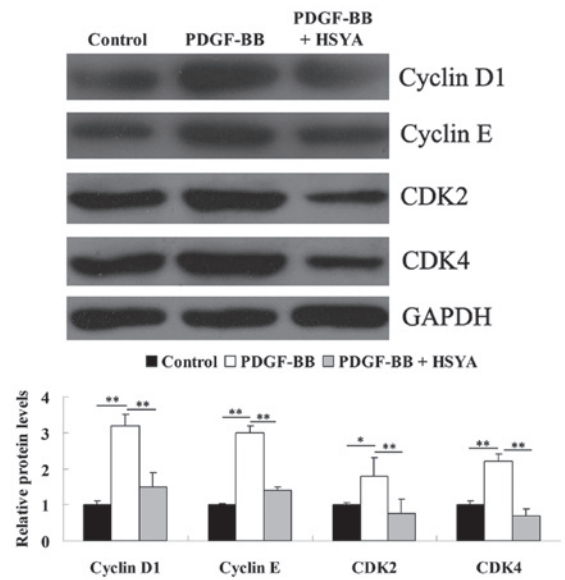 Control PDGF-BB PDGF-BB + HSYA
Cyclin D1
Cyclin E
CDK2
CDK4
GAPDH
Control PDGF-BB PDGF-BB + HSYA
Relative protein levels
4
3
2
1
0
** ** ** ** * ** ** **
Cyclin D1 Cyclin E CDK2 CDK4